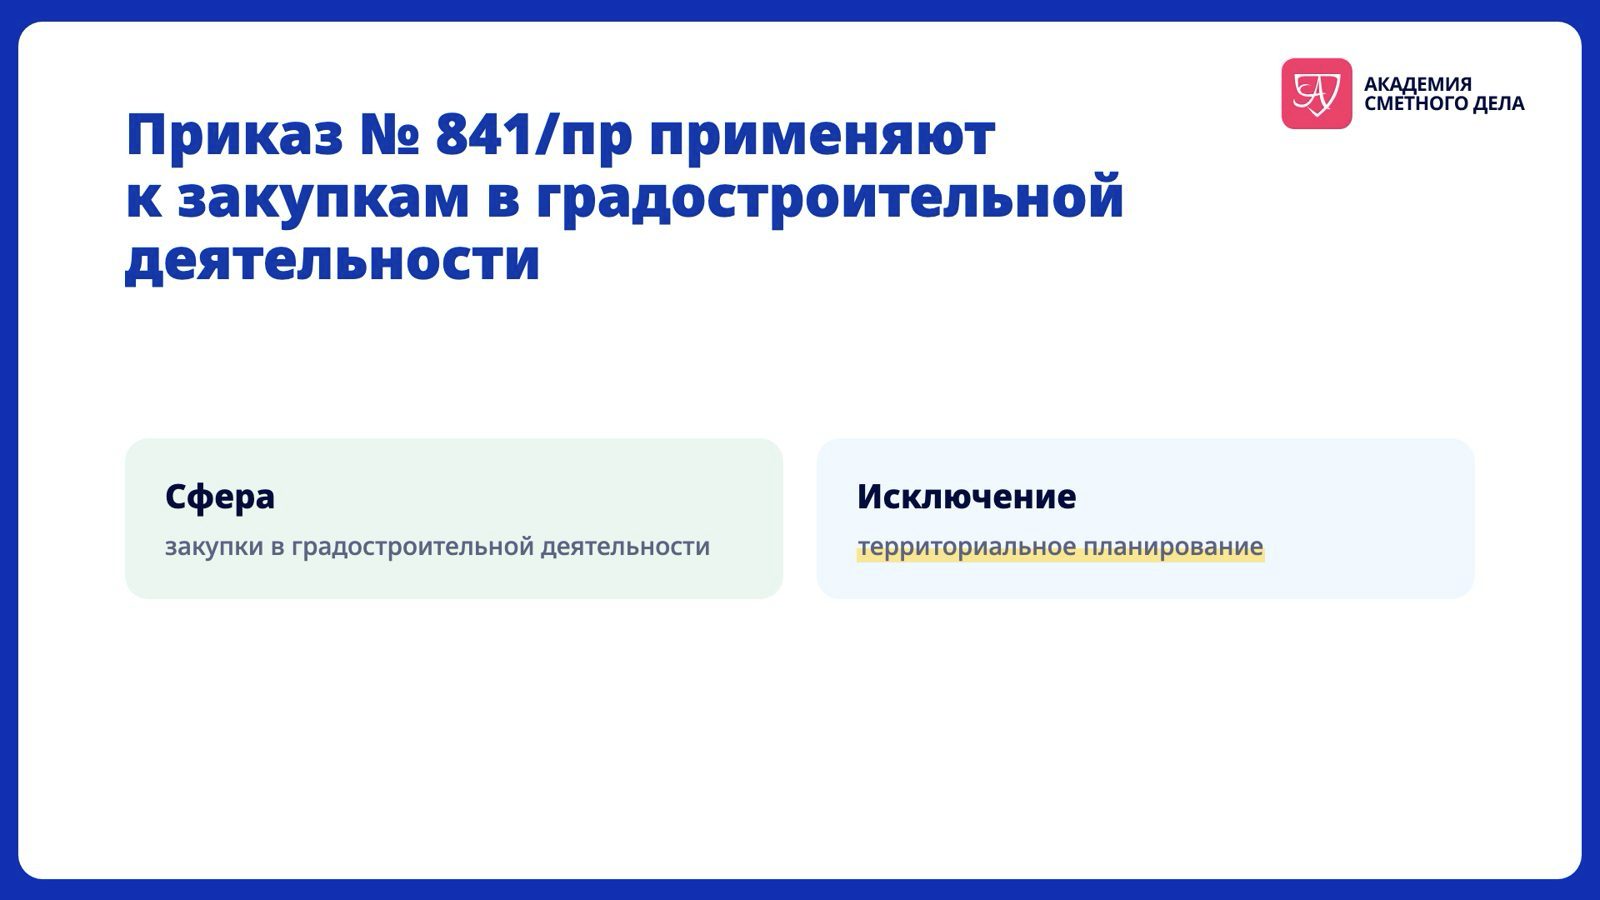 АКАДЕМИЯ
СМЕТНОГО ДЕЛА
Приказ № 841/пр применяют
к закупкам в градостроительной
деятельности
Сфера
закупки в градостроительной деятельности
Исключение
территориальное планирование